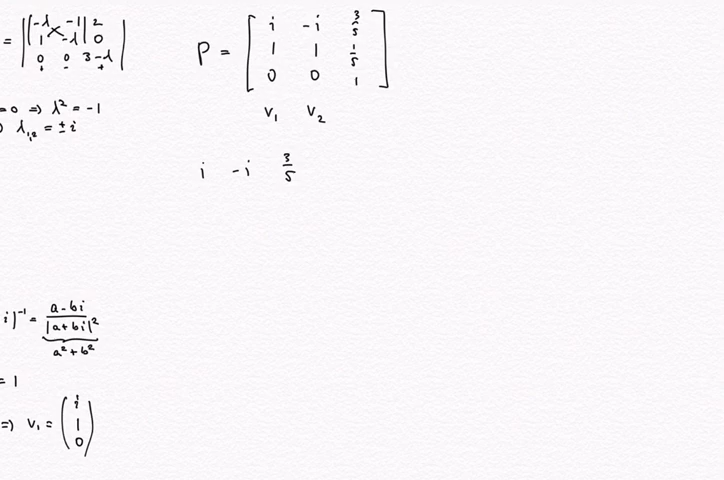 = | -λ -1 2 |
| 1 -λ 0 |
| 0 0 3-λ |
+ - +
=0 => λ² = -1
λ₁,₂ = ± i
P = [ i -i 3/5 ]
[ 1 1 1/5 ]
[ 0 0 1 ]
v₁ v₂
i -i 3/5
i)⁻¹ = (a-bi)/|a+bi|²
a²+b²
= 1
=> v₁ = ( i
1
0 )